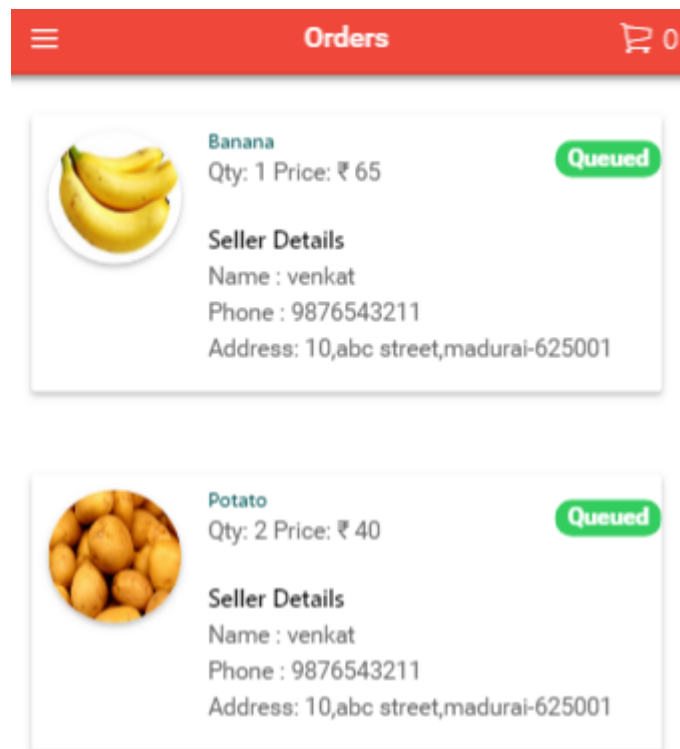 Orders
0
Banana
Qty: 1 Price: ₹ 65
Queued
Seller Details
Name : venkat
Phone : 9876543211
Address: 10,abc street,madurai-625001
Potato
Qty: 2 Price: ₹ 40
Queued
Seller Details
Name : venkat
Phone : 9876543211
Address: 10,abc street,madurai-625001